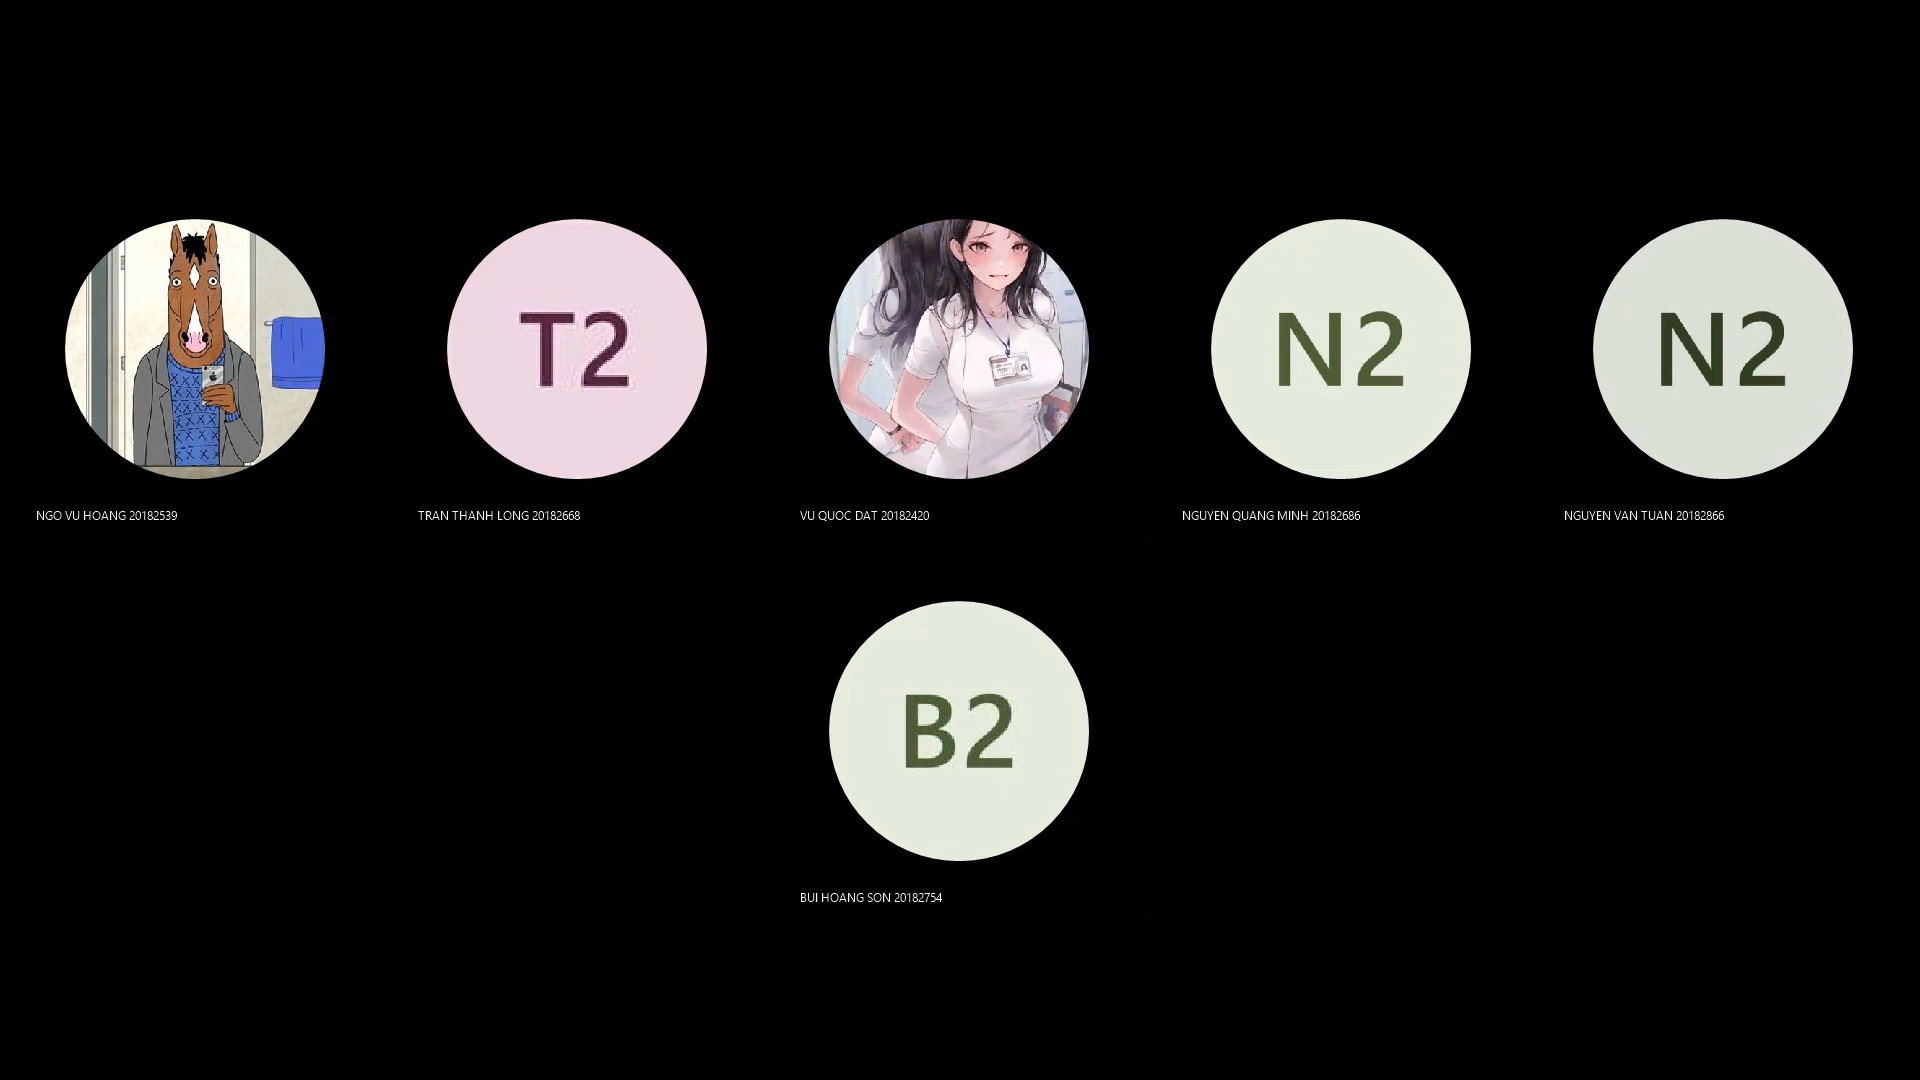 T2
N2
N2
NGO VU HOANG 20182539
TRAN THANH LONG 20182668
VU QUOC DAT 20182420
NGUYEN QUANG MINH 20182686
NGUYEN VAN TUAN 20182866
B2
BUI HOANG SON 20182754